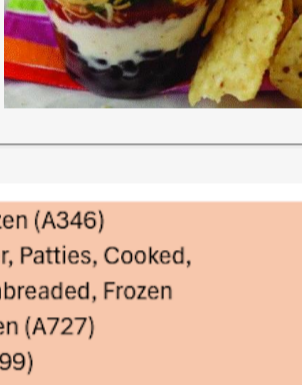 zen (A346)
r, Patties, Cooked,
nbreaded, Frozen
en (A727)
99)